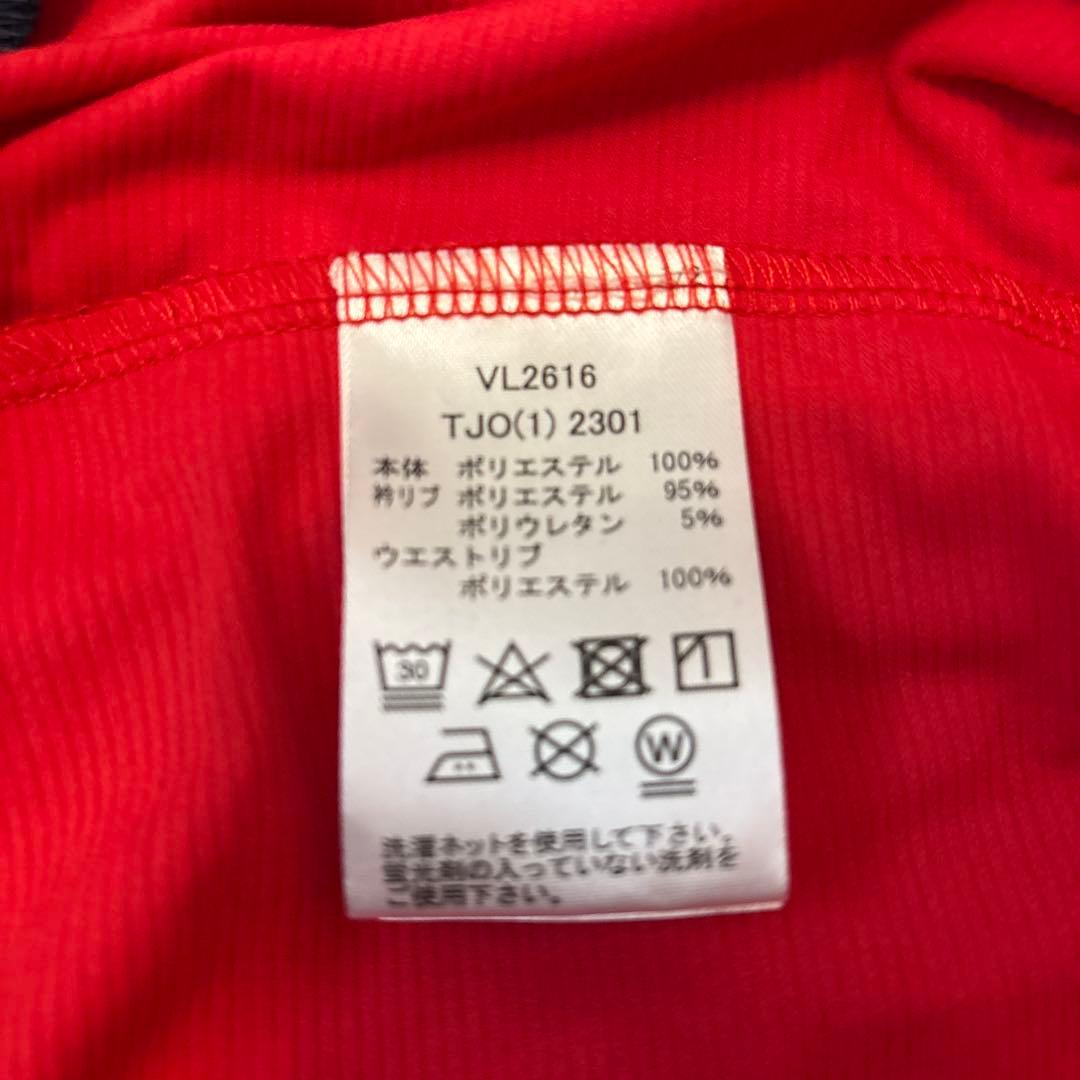 VL2616
TJO(1) 2301
本体 ポリエステル 100%
衿リブ ポリエステル 95%
ポリウレタン 5%
ウエストリブ
ポリエステル 100%
30
W
洗濯ネットを使用して下さい。
蛍光剤の入っていない洗剤を
ご使用下さい。